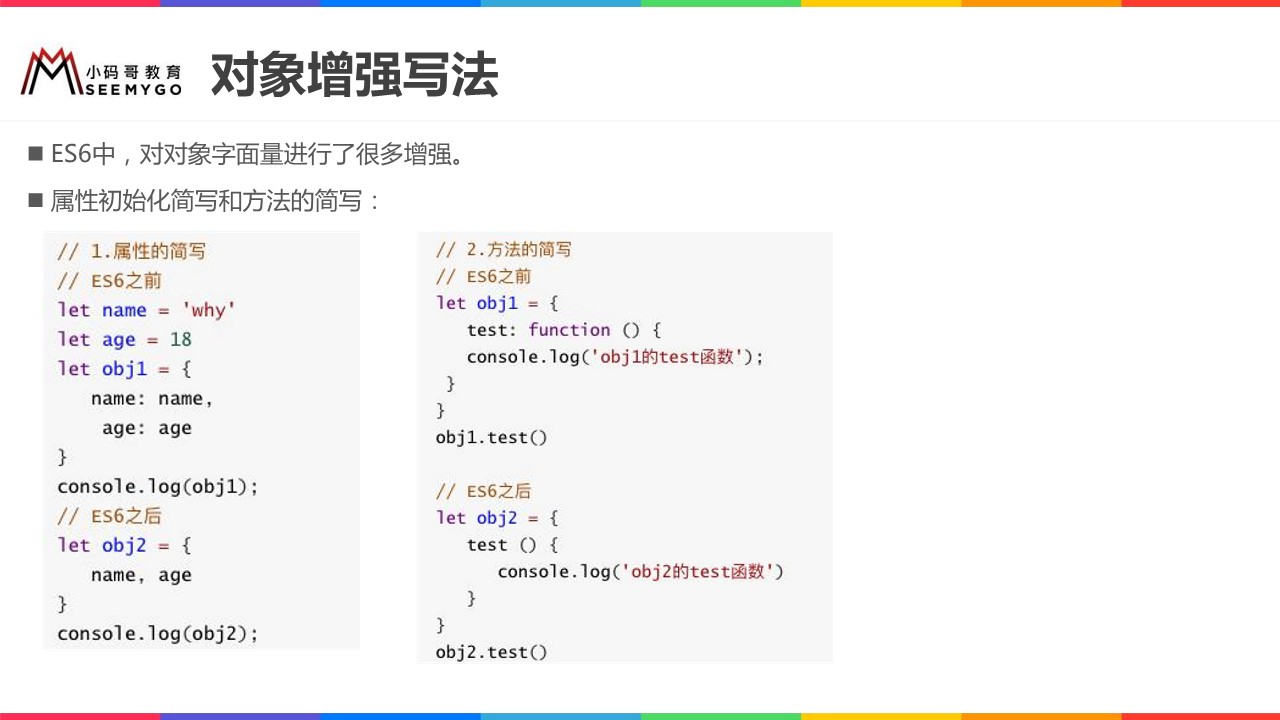 小码哥教育
SEEMYGO
对象增强写法
ES6中，对对象字面量进行了很多增强。
属性初始化简写和方法的简写：
// 1.属性的简写
// ES6之前
let name = 'why'
let age = 18
let obj1 = {
   name: name,
    age: age
}
console.log(obj1);
// ES6之后
let obj2 = {
   name, age
}
console.log(obj2);
// 2.方法的简写
// ES6之前
let obj1 = {
   test: function () {
   console.log('obj1的test函数');
 }
}
obj1.test()
// ES6之后
let obj2 = {
   test () {
      console.log('obj2的test函数')
   }
}
obj2.test()